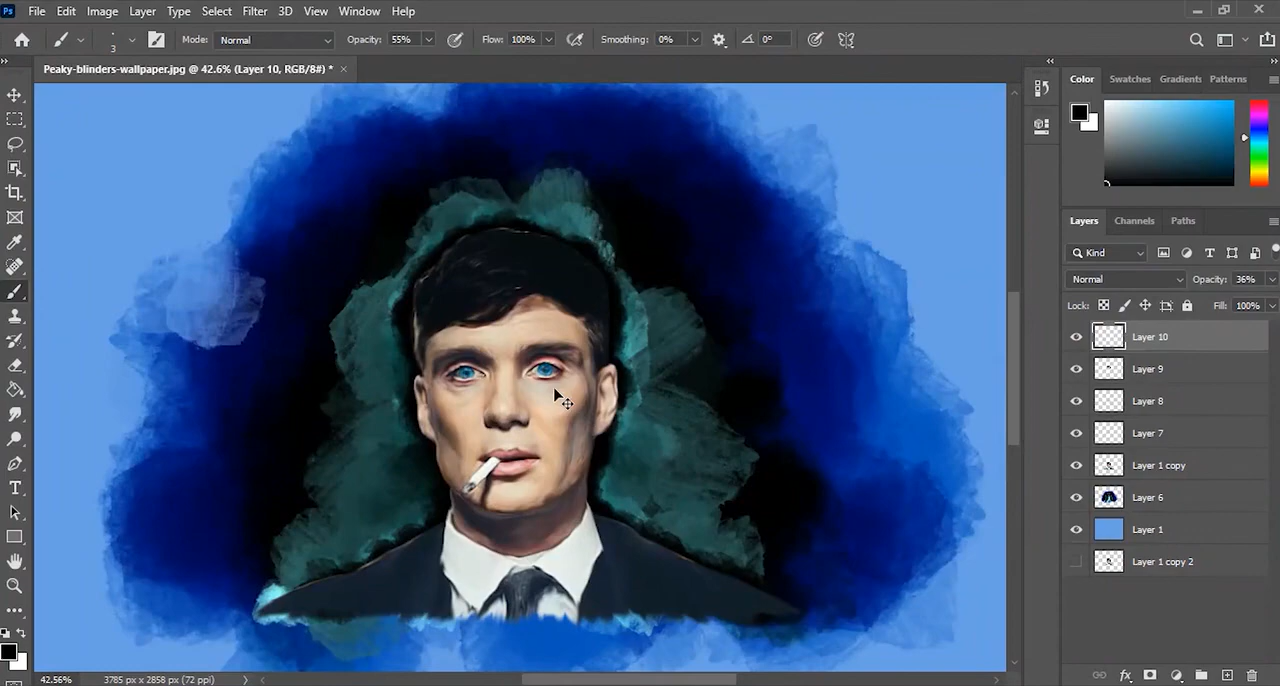 Ps File Edit Image Layer Type Select Filter 3D View Window Help
3 Mode: Normal Opacity: 55% Flow: 100% Smoothing: 0% 0°
Peaky-blinders-wallpaper.jpg @ 42.6% (Layer 10, RGB/8#) * ×
Color Swatches Gradients Patterns
Layers Channels Paths
Kind
Normal Opacity: 36%
Lock: Fill: 100%
Layer 10
Layer 9
Layer 8
Layer 7
Layer 1 copy
Layer 6
Layer 1
Layer 1 copy 2
42.56% 3785 px x 2858 px (72 ppi)